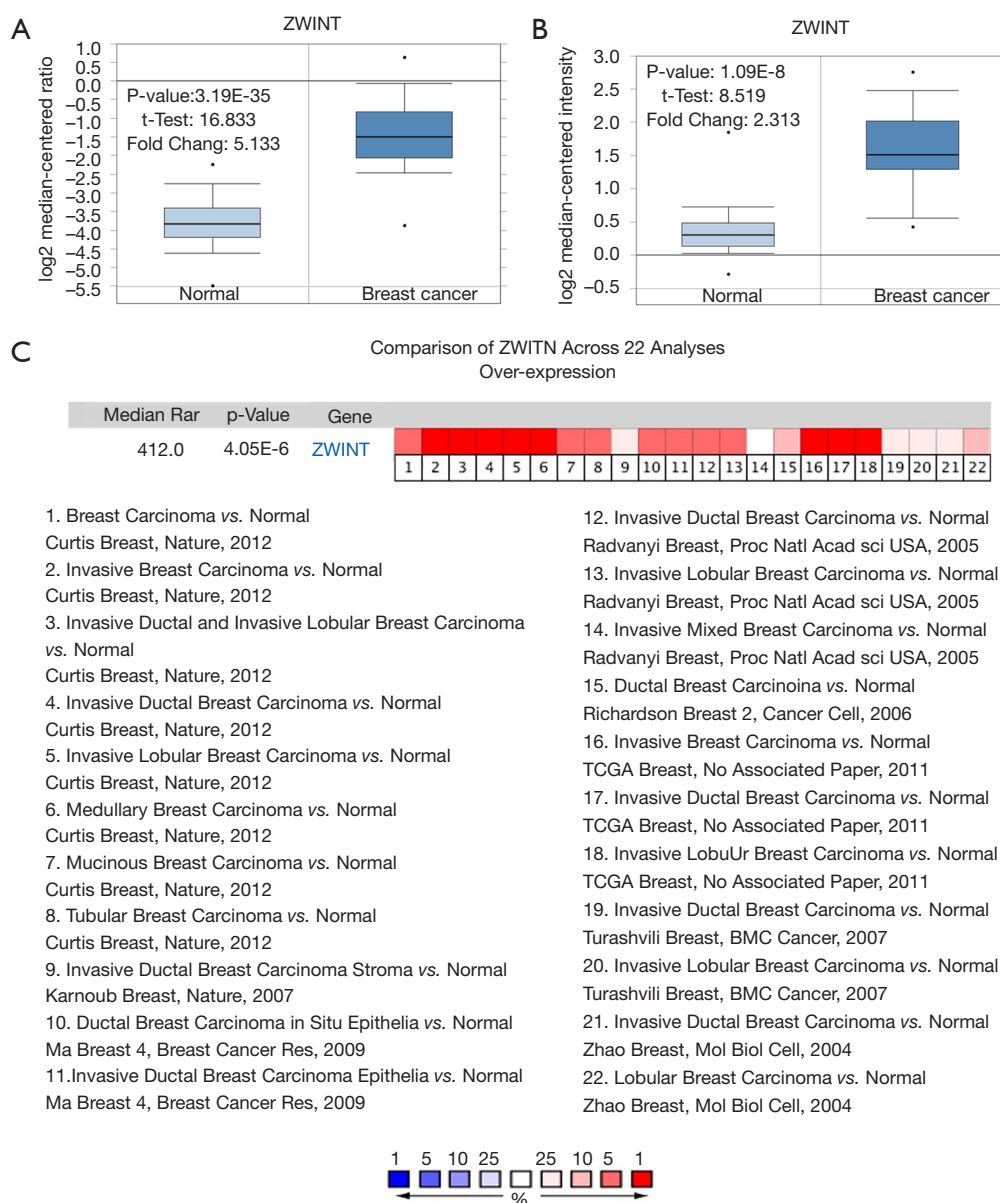 A
ZWINT
1.0
0.5
0.0
−0.5
−1.0
−1.5
−2.0
−2.5
−3.0
−3.5
−4.0
−4.5
−5.0
−5.5
log2 median-centered ratio
P-value:3.19E-35
t-Test: 16.833
Fold Chang: 5.133
Normal
Breast cancer
B
ZWINT
3.0
2.5
2.0
1.5
1.0
0.5
0.0
−0.5
log2 median-centered intensity
P-value: 1.09E-8
t-Test: 8.519
Fold Chang: 2.313
Normal
Breast cancer
C
Comparison of ZWITN Across 22 Analyses
Over-expression
Median Rar p-Value Gene
412.0 4.05E-6 ZWINT
1 2 3 4 5 6 7 8 9 10 11 12 13 14 15 16 17 18 19 20 21 22
1. Breast Carcinoma vs. Normal
Curtis Breast, Nature, 2012
2. Invasive Breast Carcinoma vs. Normal
Curtis Breast, Nature, 2012
3. Invasive Ductal and Invasive Lobular Breast Carcinoma
vs. Normal
Curtis Breast, Nature, 2012
4. Invasive Ductal Breast Carcinoma vs. Normal
Curtis Breast, Nature, 2012
5. Invasive Lobular Breast Carcinoma vs. Normal
Curtis Breast, Nature, 2012
6. Medullary Breast Carcinoma vs. Normal
Curtis Breast, Nature, 2012
7. Mucinous Breast Carcinoma vs. Normal
Curtis Breast, Nature, 2012
8. Tubular Breast Carcinoma vs. Normal
Curtis Breast, Nature, 2012
9. Invasive Ductal Breast Carcinoma Stroma vs. Normal
Karnoub Breast, Nature, 2007
10. Ductal Breast Carcinoma in Situ Epithelia vs. Normal
Ma Breast 4, Breast Cancer Res, 2009
11.Invasive Ductal Breast Carcinoma Epithelia vs. Normal
Ma Breast 4, Breast Cancer Res, 2009
12. Invasive Ductal Breast Carcinoma vs. Normal
Radvanyi Breast, Proc Natl Acad sci USA, 2005
13. Invasive Lobular Breast Carcinoma vs. Normal
Radvanyi Breast, Proc Natl Acad sci USA, 2005
14. Invasive Mixed Breast Carcinoma vs. Normal
Radvanyi Breast, Proc Natl Acad sci USA, 2005
15. Ductal Breast Carcinoina vs. Normal
Richardson Breast 2, Cancer Cell, 2006
16. Invasive Breast Carcinoma vs. Normal
TCGA Breast, No Associated Paper, 2011
17. Invasive Ductal Breast Carcinoma vs. Normal
TCGA Breast, No Associated Paper, 2011
18. Invasive LobuUr Breast Carcinoma vs. Normal
TCGA Breast, No Associated Paper, 2011
19. Invasive Ductal Breast Carcinoma vs. Normal
Turashvili Breast, BMC Cancer, 2007
20. Invasive Lobular Breast Carcinoma vs. Normal
Turashvili Breast, BMC Cancer, 2007
21. Invasive Ductal Breast Carcinoma vs. Normal
Zhao Breast, Mol Biol Cell, 2004
22. Lobular Breast Carcinoma vs. Normal
Zhao Breast, Mol Biol Cell, 2004
1 5 10 25 25 10 5 1
%